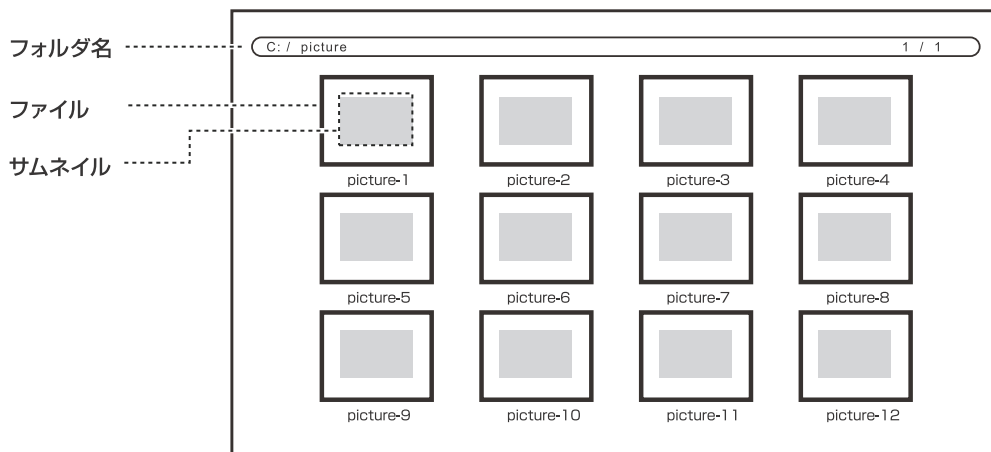 フォルダ名
C: / picture 1 / 1
ファイル
サムネイル
picture-1 picture-2 picture-3 picture-4
picture-5 picture-6 picture-7 picture-8
picture-9 picture-10 picture-11 picture-12